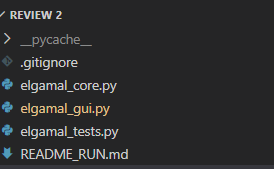 REVIEW 2
__pycache__
.gitignore
elgamal_core.py
elgamal_gui.py
elgamal_tests.py
README_RUN.md